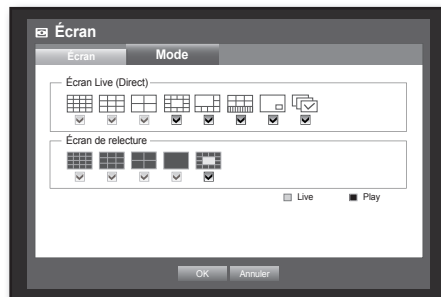 Écran
Écran Mode
Écran Live (Direct)
Écran de relecture
Live Play
OK Annuler